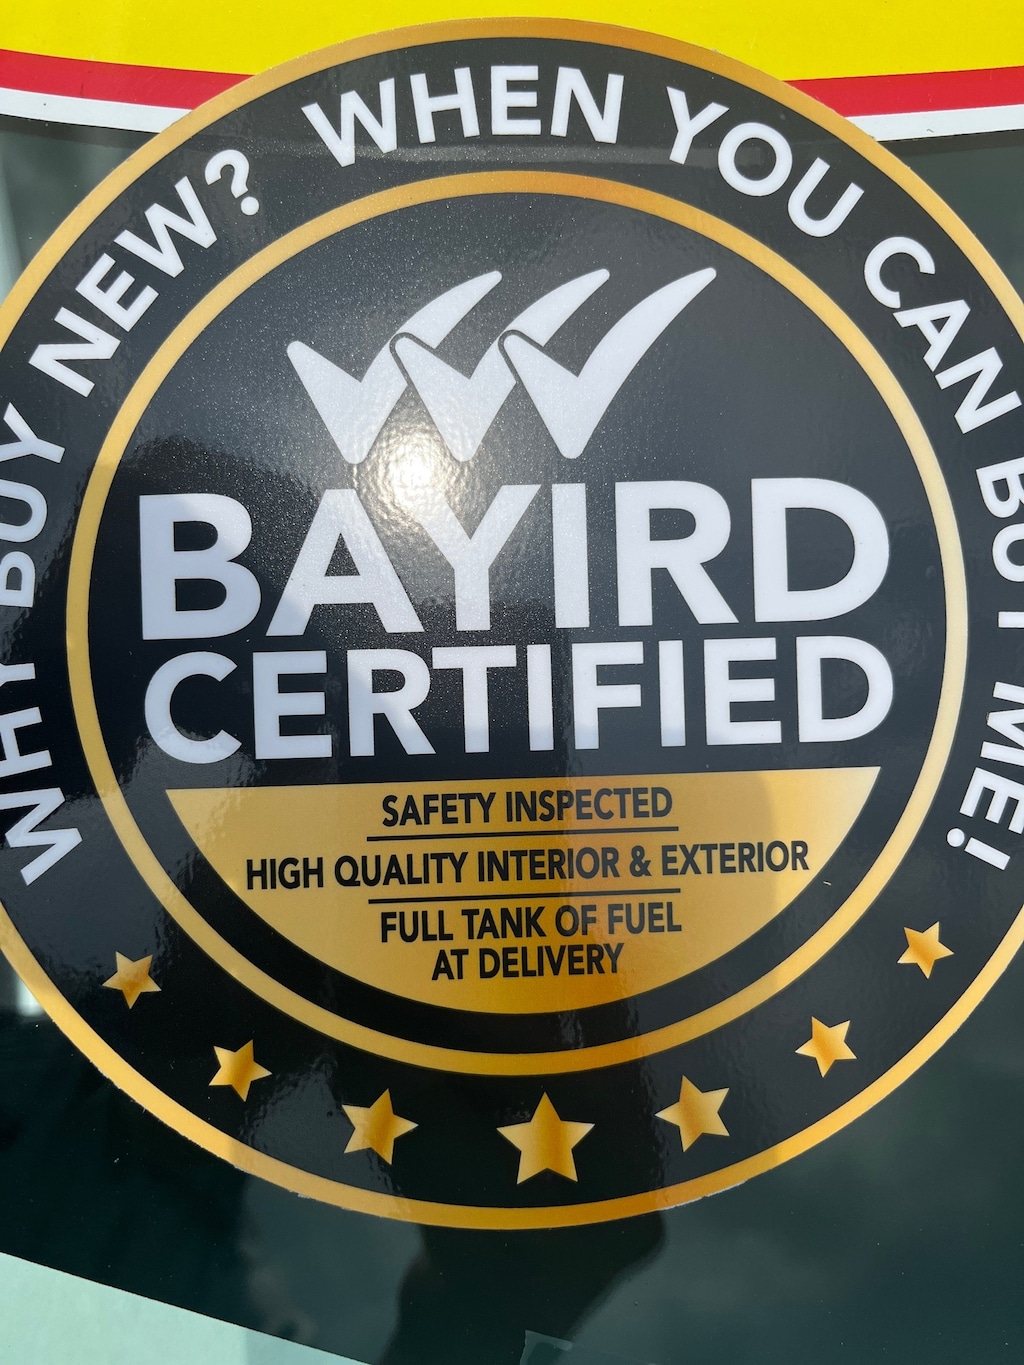 WHY BUY NEW? WHEN YOU CAN BUY ME!
BAYIRD
CERTIFIED
SAFETY INSPECTED
HIGH QUALITY INTERIOR & EXTERIOR
FULL TANK OF FUEL
AT DELIVERY